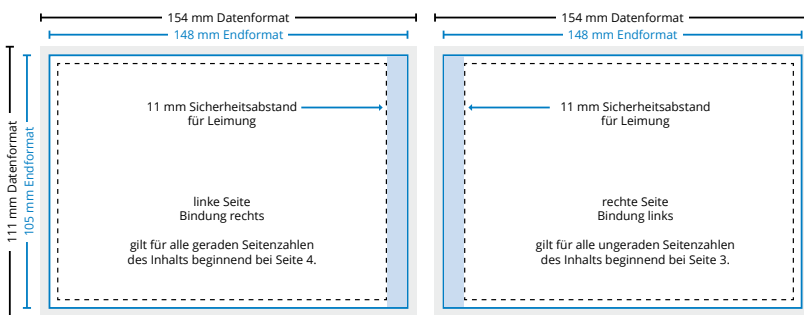 154 mm Datenformat
148 mm Endformat
111 mm Datenformat
105 mm Endformat
11 mm Sicherheitsabstand
für Leimung
linke Seite
Bindung rechts
gilt für alle geraden Seitenzahlen
des Inhalts beginnend bei Seite 4.
154 mm Datenformat
148 mm Endformat
11 mm Sicherheitsabstand
für Leimung
rechte Seite
Bindung links
gilt für alle ungeraden Seitenzahlen
des Inhalts beginnend bei Seite 3.